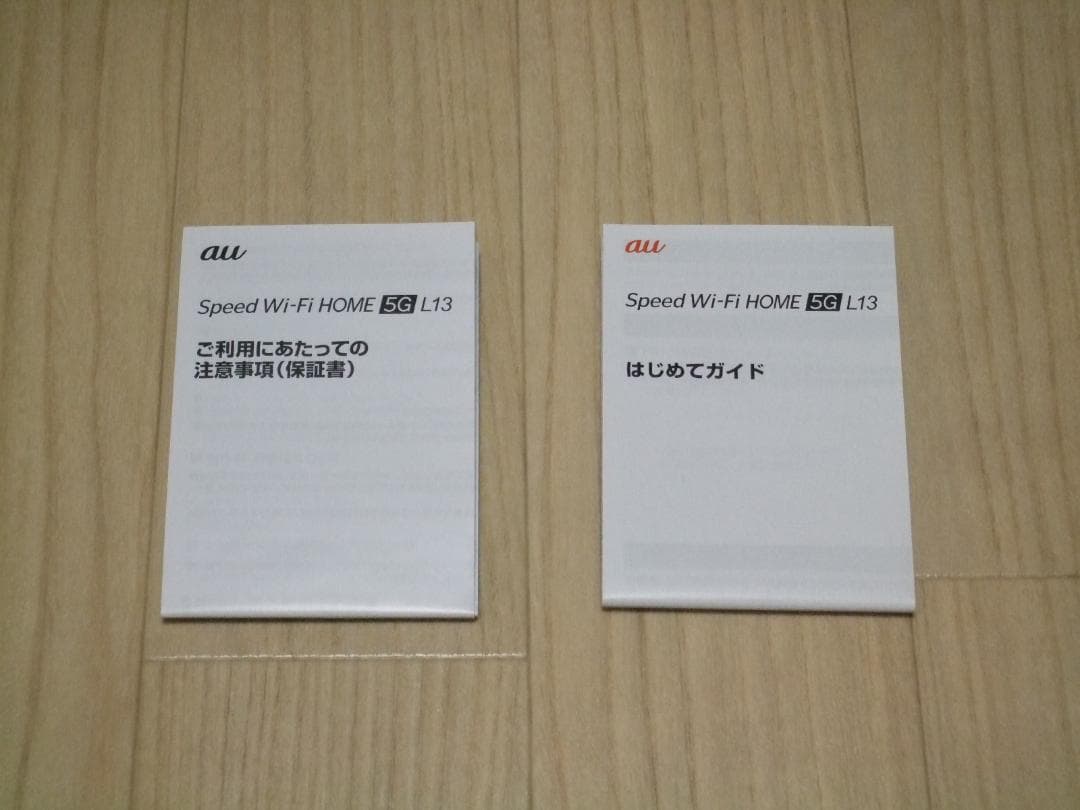 au
Speed Wi-Fi HOME 5G L13
ご利用にあたっての
注意事項(保証書)
au
Speed Wi-Fi HOME 5G L13
はじめてガイド